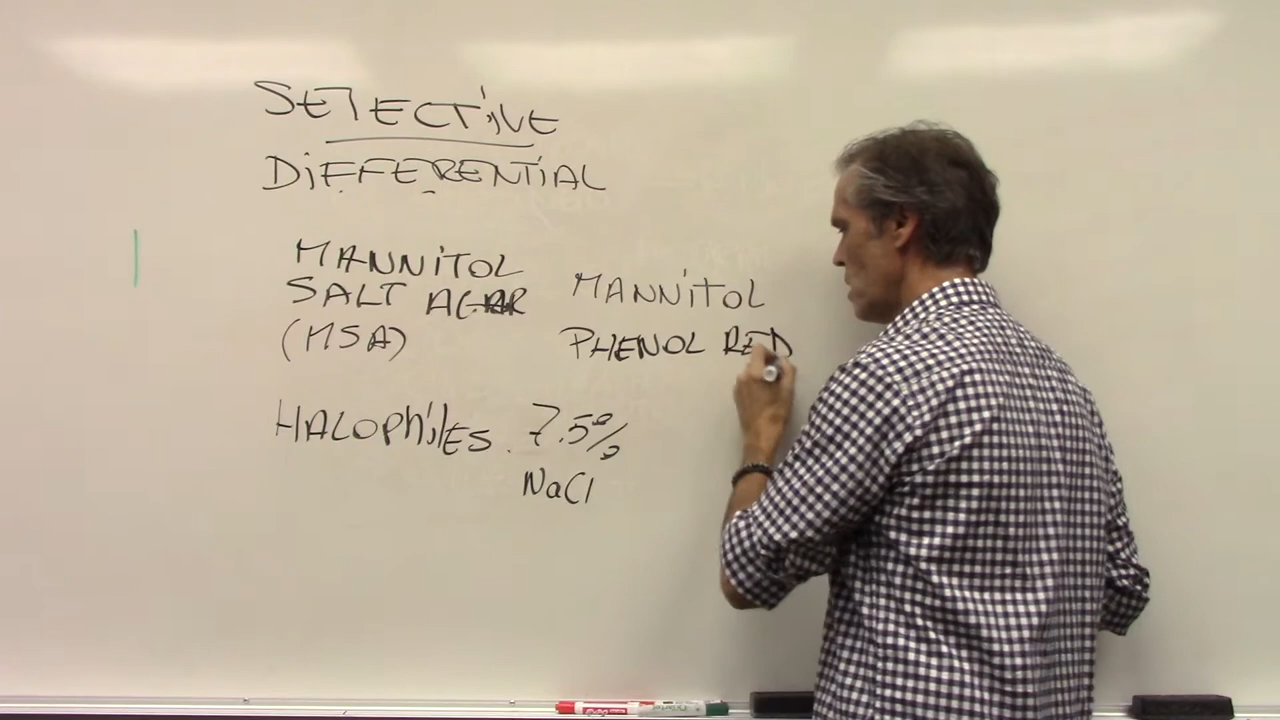 SELECTiVE
DiFFERENTiAL
MANNiTOL
SALT AGAR
(MSA)
MANNiTOL
PHENOL RED
HALOPhiLES. 7.5%
NaCl